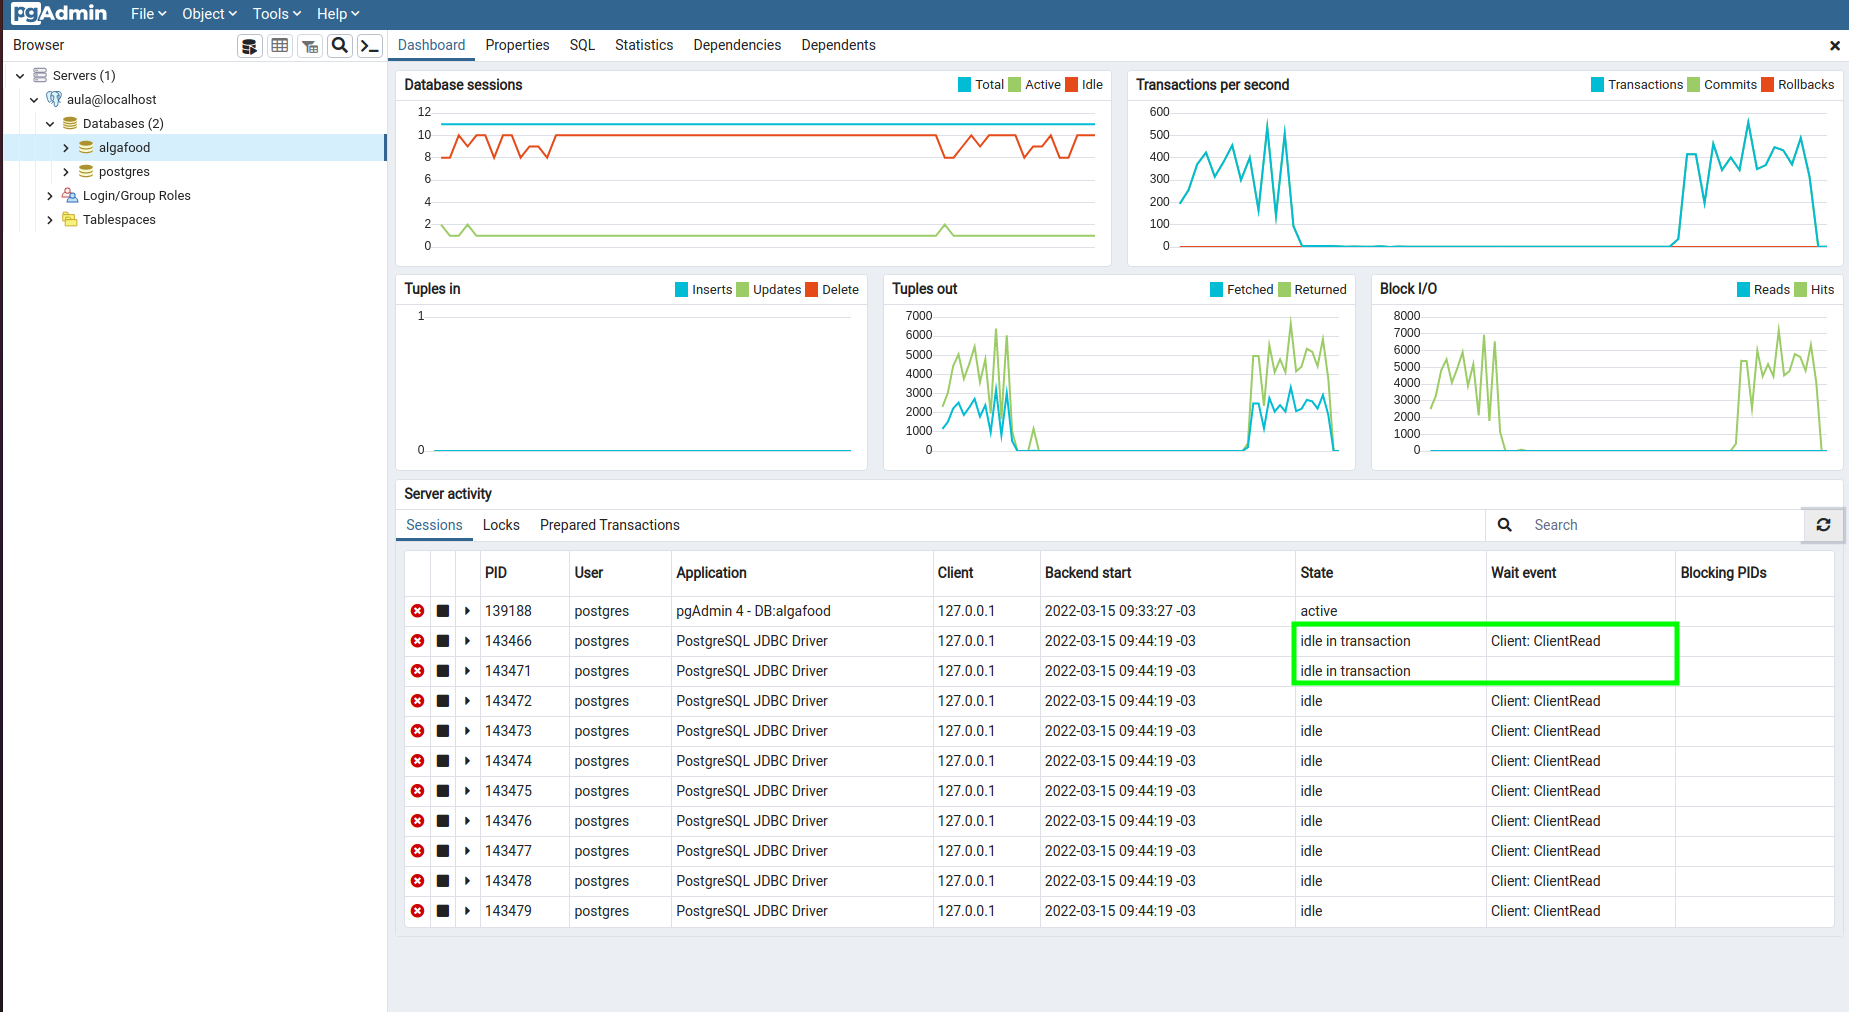 pgAdmin File Object Tools Help
Browser
Dashboard Properties SQL Statistics Dependencies Dependents
Servers (1)
aula@localhost
Databases (2)
algafood
postgres
Login/Group Roles
Tablespaces
Database sessions Total Active Idle
12
10
8
6
4
2
0
Transactions per second Transactions Commits Rollbacks
600
500
400
300
200
100
0
Tuples in Inserts Updates Delete
1
0
Tuples out Fetched Returned
7000
6000
5000
4000
3000
2000
1000
0
Block I/O Reads Hits
8000
7000
6000
5000
4000
3000
2000
1000
0
Server activity
Sessions Locks Prepared Transactions Search
PID User Application Client Backend start State Wait event Blocking PIDs
139188 postgres pgAdmin 4 - DB:algafood 127.0.0.1 2022-03-15 09:33:27 -03 active
143466 postgres PostgreSQL JDBC Driver 127.0.0.1 2022-03-15 09:44:19 -03 idle in transaction Client: ClientRead
143471 postgres PostgreSQL JDBC Driver 127.0.0.1 2022-03-15 09:44:19 -03 idle in transaction
143472 postgres PostgreSQL JDBC Driver 127.0.0.1 2022-03-15 09:44:19 -03 idle Client: ClientRead
143473 postgres PostgreSQL JDBC Driver 127.0.0.1 2022-03-15 09:44:19 -03 idle Client: ClientRead
143474 postgres PostgreSQL JDBC Driver 127.0.0.1 2022-03-15 09:44:19 -03 idle Client: ClientRead
143475 postgres PostgreSQL JDBC Driver 127.0.0.1 2022-03-15 09:44:19 -03 idle Client: ClientRead
143476 postgres PostgreSQL JDBC Driver 127.0.0.1 2022-03-15 09:44:19 -03 idle Client: ClientRead
143477 postgres PostgreSQL JDBC Driver 127.0.0.1 2022-03-15 09:44:19 -03 idle Client: ClientRead
143478 postgres PostgreSQL JDBC Driver 127.0.0.1 2022-03-15 09:44:19 -03 idle Client: ClientRead
143479 postgres PostgreSQL JDBC Driver 127.0.0.1 2022-03-15 09:44:19 -03 idle Client: ClientRead